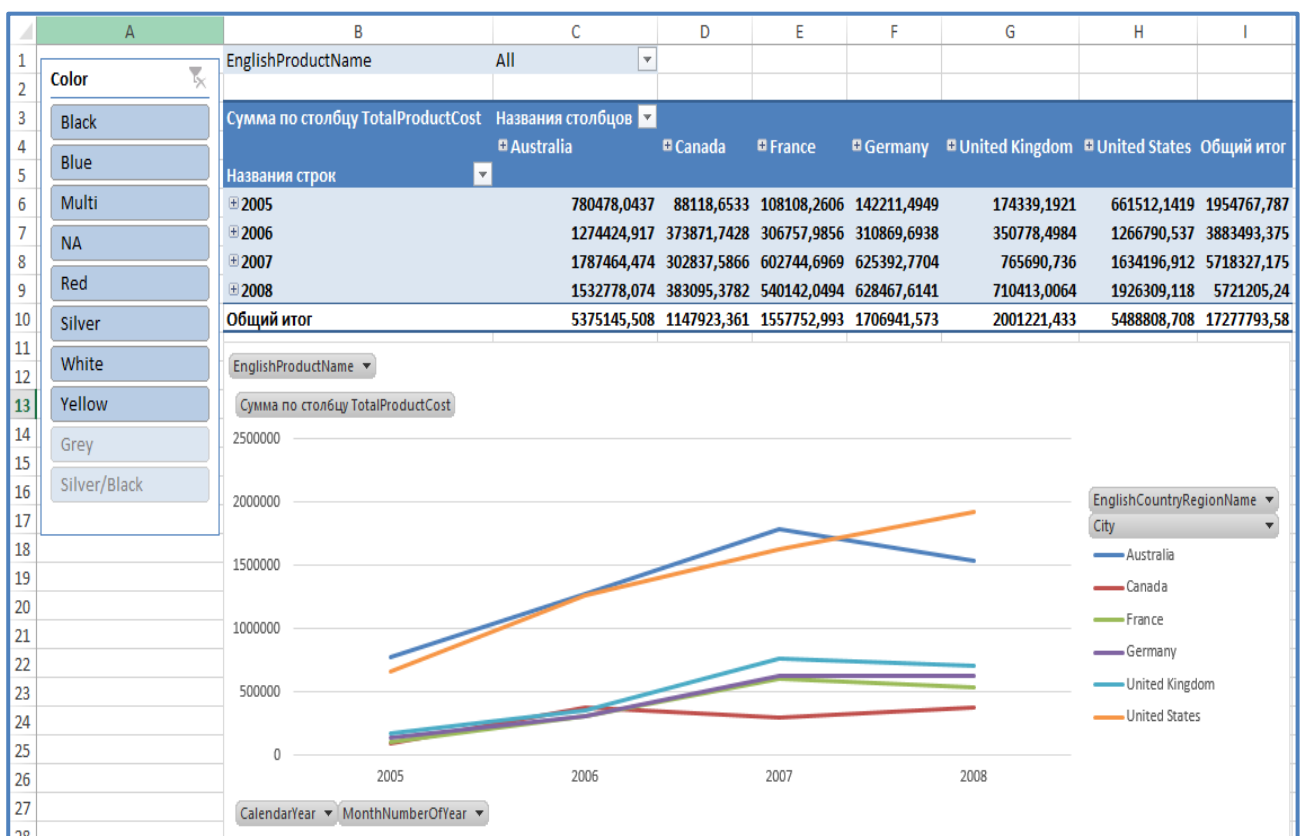 A B C D E F G H I
1 EnglishProductName All
2
Color
Black
Blue
Multi
NA
Red
Silver
White
Yellow
Grey
Silver/Black
3 Сумма по столбцу TotalProductCost Названия столбцов
4 Australia Canada France Germany United Kingdom United States Общий итог
5 Названия строк
6 2005 780478,0437 88118,6533 108108,2606 142211,4949 174339,1921 661512,1419 1954767,787
7 2006 1274424,917 373871,7428 306757,9856 310869,6938 350778,4984 1266790,537 3883493,375
8 2007 1787464,474 302837,5866 602744,6969 625392,7704 765690,736 1634196,912 5718327,175
9 2008 1532778,074 383095,3782 540142,0494 628467,6141 710413,0064 1926309,118 5721205,24
10 Общий итог 5375145,508 1147923,361 1557752,993 1706941,573 2001221,433 5488808,708 17277793,58
11
12
13
14
15
16
17
18
19
20
21
22
23
24
25
26
27
28
EnglishProductName
Сумма по столбцу TotalProductCost
2500000
2000000
1500000
1000000
500000
0
2005 2006 2007 2008
EnglishCountryRegionName
City
Australia
Canada
France
Germany
United Kingdom
United States
CalendarYear MonthNumberOfYear